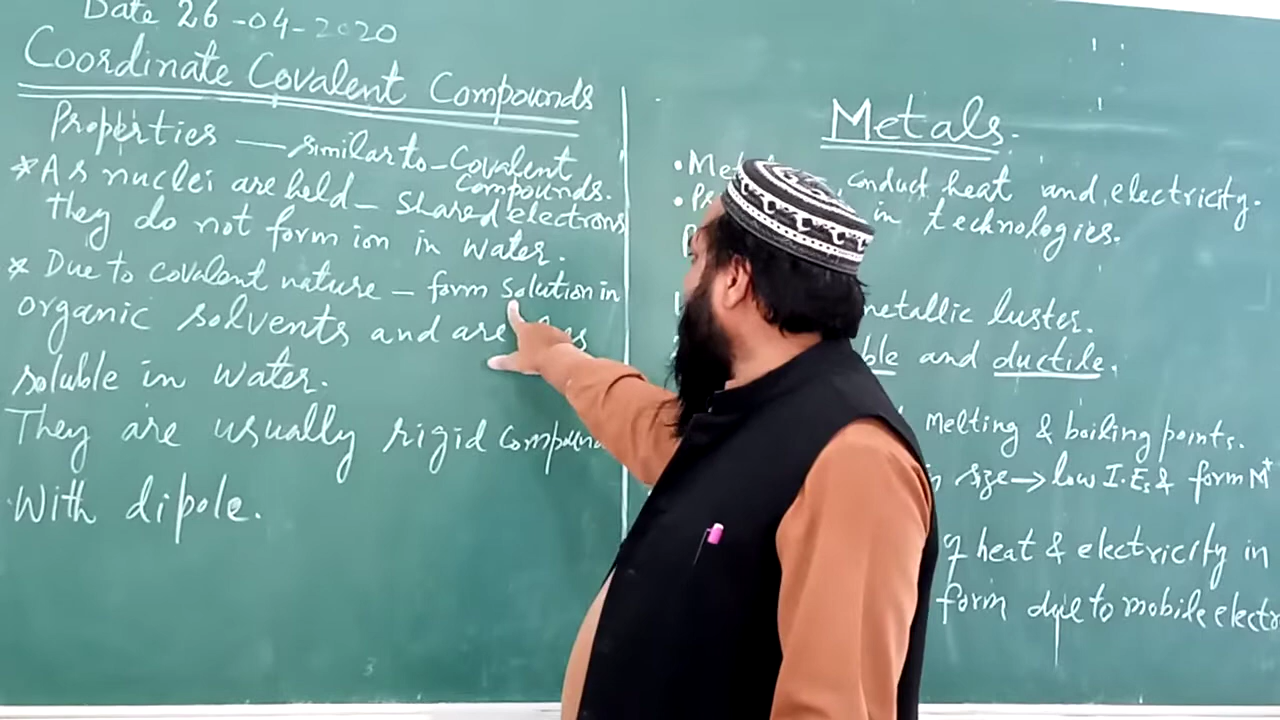 Date 26-04-2020
Coordinate Covalent Compounds
Properties — similar to - Covalent
compounds.
* As nuclei are held - shared electrons
they do not form ion in water.
* Due to covalent nature - form solution in
organic solvents and are
soluble in water.
They are usually rigid
With dipole.
Metals.
• conduct heat and electricity.
• in technologies.
metallic luster.
and ductile.
Melting & boiling points.
size → low I.Es & form M+
heat & electricity in
form due to mobile